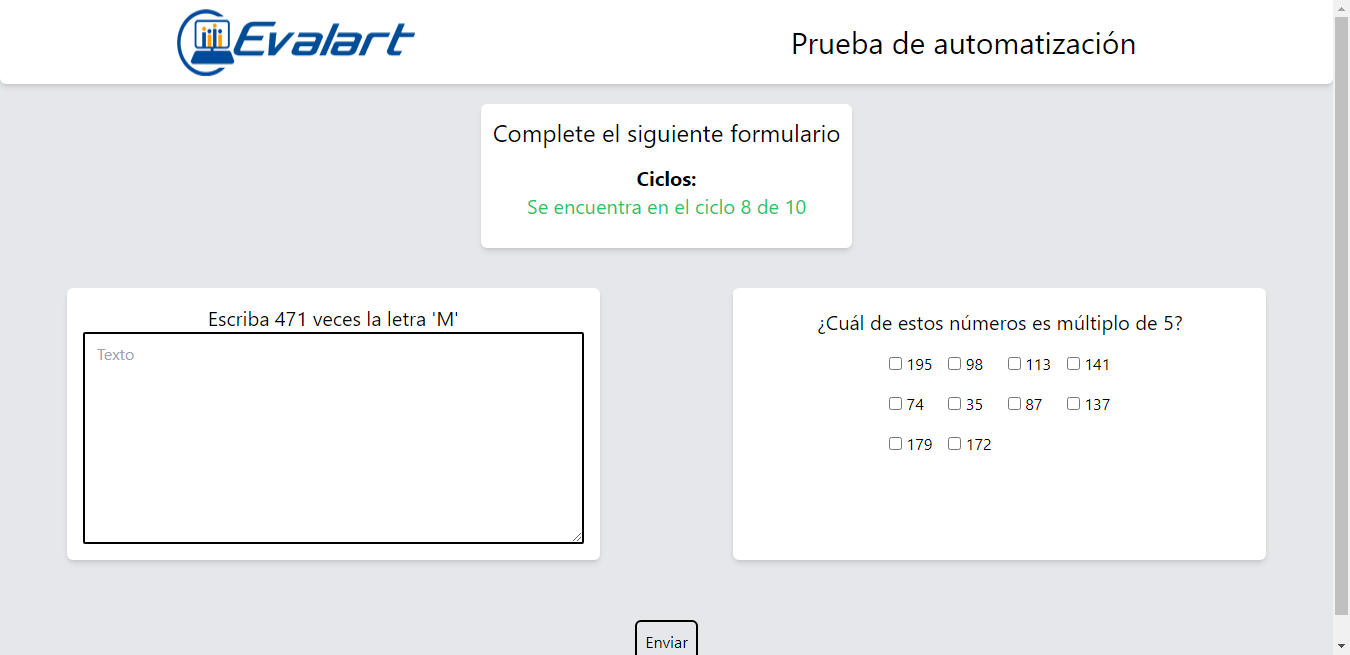 Evalart
Prueba de automatización
Complete el siguiente formulario
Ciclos:
Se encuentra en el ciclo 8 de 10
Escriba 471 veces la letra 'M'
Texto
¿Cuál de estos números es múltiplo de 5?
195 98 113 141
74 35 87 137
179 172
Enviar